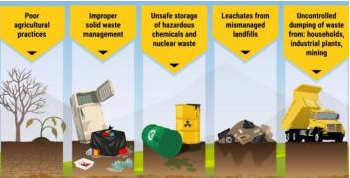 Poor
agricultural
practices
Improper
solid waste
management
Unsafe storage
of hazardous
chemicals and
nuclear waste
Leachates from
mismanaged
landfills
Uncontrolled
dumping of waste
from: households,
industrial plants,
mining